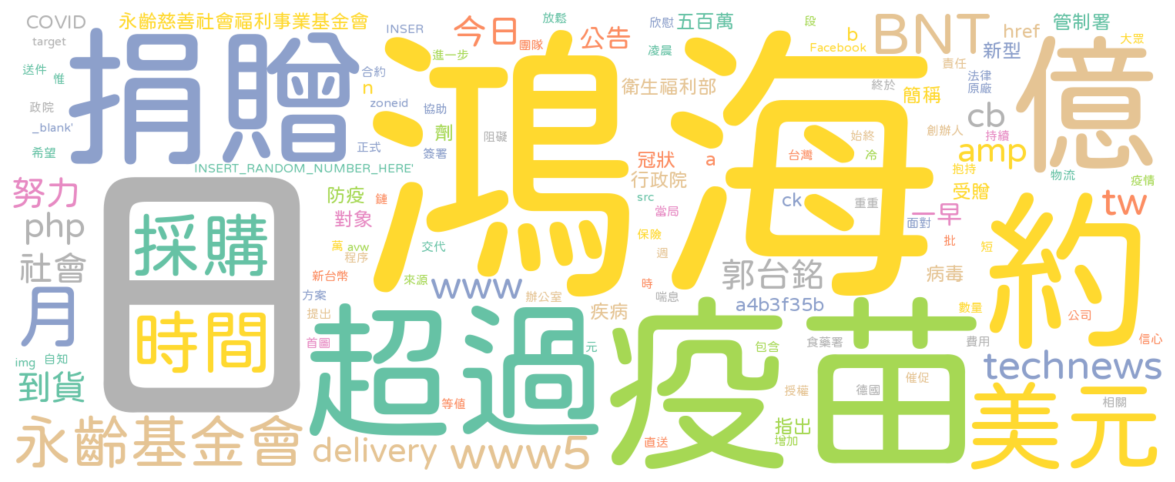 COVID
永齡慈善社會福利事業基金會
INSER
今日
放鬆
欣慰
五百萬
BNT
b
段
管制署
target
團隊
公告
凌晨
Facebook
href
大眾
送件
惟
捐贈
合約
進一步
鴻海
衛生福利部
責任
新型
億
政院
n
zoneid
協助
終於
簡稱
法律
原廠
_blank'
劑
阻礙
cb
希望
正式
簽署
始終
創辦人
持續
INSERT_RANDOM_NUMBER_HERE'
冠狀
a
台灣
冷
amp
努力
防疫
行政院
抱持
物流
疫情
日
採購
src
ck
重重
受贈
tw
php
對象
鏈
當局
一早
約
社會
萬
avw
程序
交代
保險
面對
批
短
月
時間
新台幣
來源
www
週
郭台銘
病毒
方案
辦公室
時
喘息
a4b3f35b
數量
公司
提出
疾病
img
自知
首圖
超過
元
疫苗
包含
食藥署
費用
信心
到貨
technews
等値
授權
德國
催促
美元
相關
永齡基金會
delivery
www5
直送
指出
增加